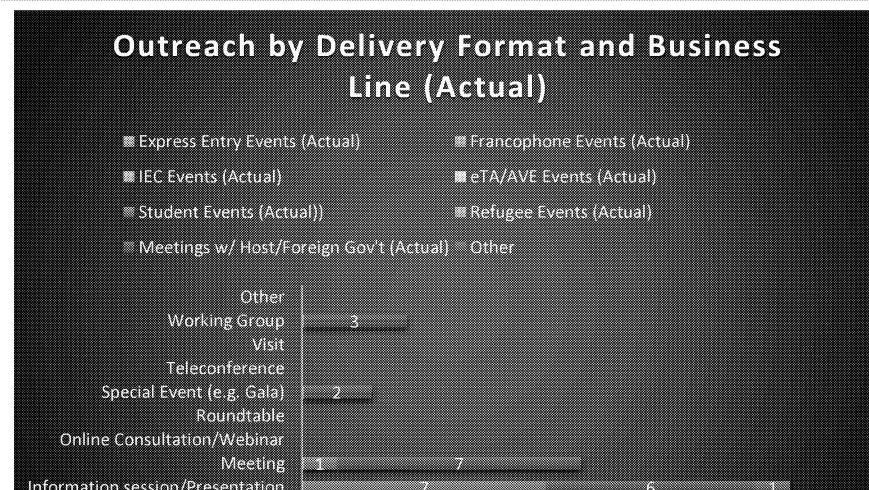 Outreach by Delivery Format and Business
Line (Actual)
Express Entry Events (Actual)
Francophone Events (Actual)
IEC Events (Actual)
eTA/AVE Events (Actual)
Student Events (Actual))
Refugee Events (Actual)
Meetings w/ Host/Foreign Gov't (Actual)
Other
Other
Working Group 3
Visit
Teleconference
Special Event (e.g. Gala) 2
Roundtable
Online Consultation/Webinar
Meeting 1 7
Information session/Presentation 7 6 1